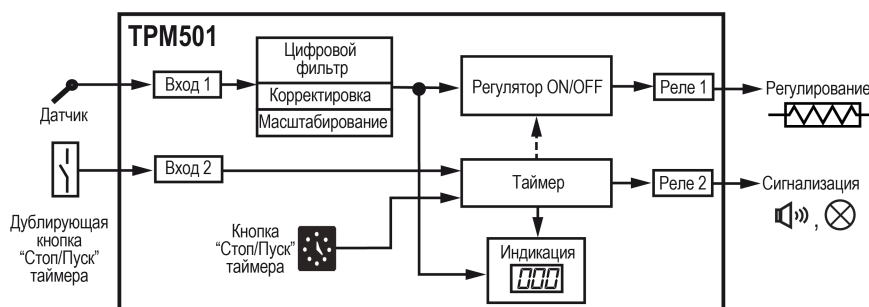 ТРМ501
Датчик
Вход 1
Цифровой
фильтр
Корректировка
Масштабирование
Регулятор ON/OFF
Реле 1
Регулирование
Дублирующая
кнопка
“Стоп/Пуск”
таймера
Вход 2
Кнопка
“Стоп/Пуск”
таймера
Таймер
Реле 2
Сигнализация
,
Индикация
000